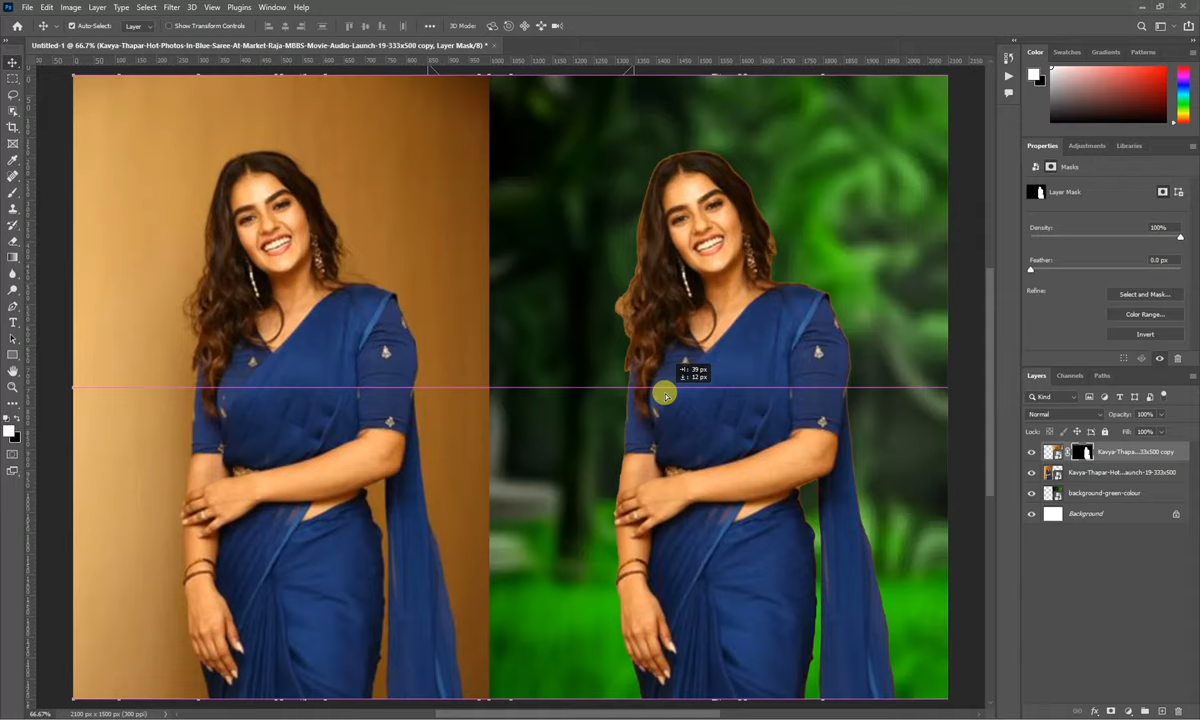 File Edit Image Layer Type Select Filter 3D View Plugins Window Help
Auto-Select: Layer Show Transform Controls 3D Mode:
Untitled-1 @ 66.7% (Kavya-Thapar-Hot-Photos-In-Blue-Saree-At-Market-Raja-MBBS-Movie-Audio-Launch-19-333x500 copy, Layer Mask/8) *
Color Swatches Gradients Patterns
Properties Adjustments Libraries
Masks
Layer Mask
Density: 100%
Feather: 0.0 px
Refine: Select and Mask...
Color Range...
Invert
39 px
12 px
Layers Channels Paths
Kind
Normal Opacity: 100%
Lock: Fill: 100%
Kavya-Thapa...33x500 copy
Kavya-Thapar-Hot...aunch-19-333x500
background-green-colour
Background
66.67% 2100 px x 1500 px (300 ppi)